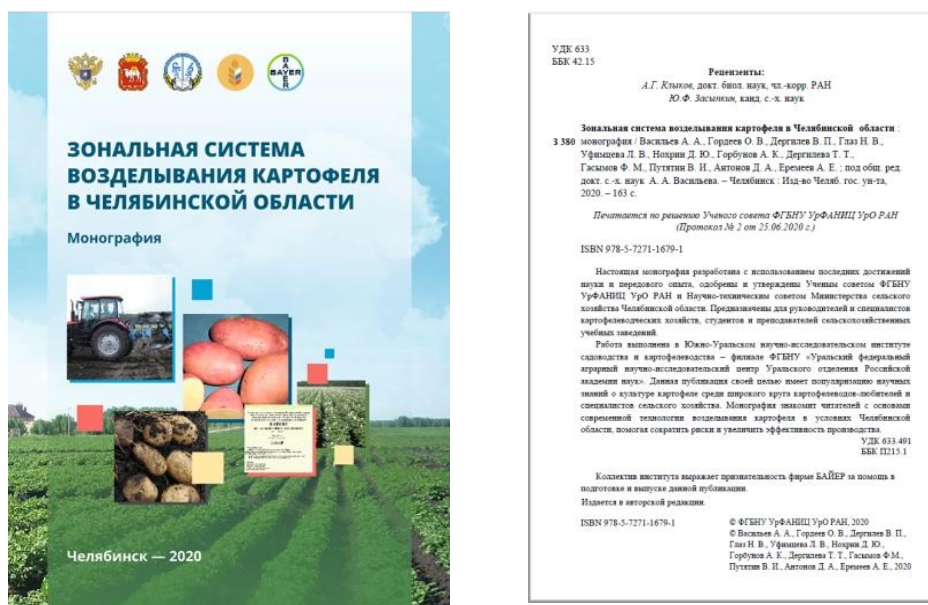 BAYER
ЗОНАЛЬНАЯ СИСТЕМА
ВОЗДЕЛЫВАНИЯ КАРТОФЕЛЯ
В ЧЕЛЯБИНСКОЙ ОБЛАСТИ
Монография
Челябинск — 2020
УДК 633
ББК 42.15
Рецензенты:
А.Г. Клыков, докт. биол. наук, чл.-корр. РАН
Ю.Ф. Засыпкин, канд. с.-х. наук
Зональная система возделывания картофеля в Челябинской области :
З 380 монография / Васильев А. А., Гордеев О. В., Дергилев В. П., Глаз Н. В.,
Уфимцева Л. В., Нохрин Д. Ю., Горбунов А. К., Дергилева Т. Т.,
Гасымов Ф. М., Путятин В. И., Антонов Д. А., Еремеев А. Е. ; под общ. ред.
докт. с.-х. наук А. А. Васильева. – Челябинск : Изд-во Челяб. гос. ун-та,
2020. – 163 с.
Печатается по решению Ученого совета ФГБНУ УрФАНИЦ УрО РАН
(Протокол № 2 от 25.06.2020 г.)
ISBN 978-5-7271-1679-1
Настоящая монография разработана с использованием последних достижений
науки и передового опыта, одобрены и утверждены Ученым советом ФГБНУ
УрФАНИЦ УрО РАН и Научно-техническим советом Министерства сельского
хозяйства Челябинской области. Предназначены для руководителей и специалистов
картофелеводческих хозяйств, студентов и преподавателей сельскохозяйственных
учебных заведений.
Работа выполнена в Южно-Уральском научно-исследовательском институте
садоводства и картофелеводства – филиале ФГБНУ «Уральский федеральный
аграрный научно-исследовательский центр Уральского отделения Российской
академии наук». Данная публикация своей целью имеет популяризацию научных
знаний о культуре картофеле среди широкого круга картофелеводов-любителей и
специалистов сельского хозяйства. Монография знакомит читателей с основами
современной технологии возделывания картофеля в условиях Челябинской
области, помогая сократить риски и увеличить эффективность производства.
УДК 633.491
ББК П215.1
Коллектив института выражает признательность фирме БАЙЕР за помощь в
подготовке и выпуске данной публикации.
Издается в авторской редакции.
ISBN 978-5-7271-1679-1
© ФГБНУ УрФАНИЦ УрО РАН, 2020
© Васильев А. А., Гордеев О. В., Дергилев В. П.,
Глаз Н. В., Уфимцева Л. В., Нохрин Д. Ю.,
Горбунов А. К., Дергилева Т. Т., Гасымов Ф.М.,
Путятин В. И., Антонов Д. А., Еремеев А. Е., 2020